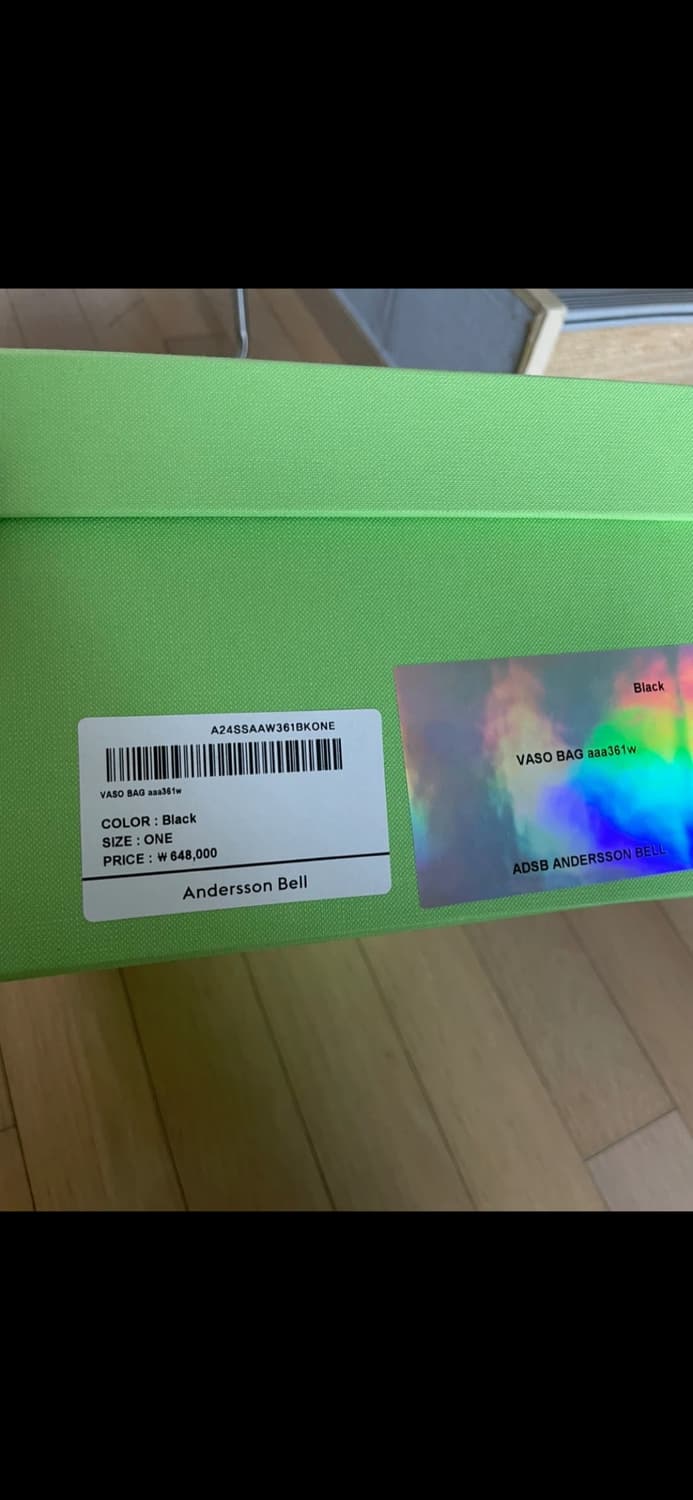 A24SSAAW361BKONE
VASO BAG aaa361w
COLOR : Black
SIZE : ONE
PRICE : ₩ 648,000
Andersson Bell
Black
VASO BAG aaa361w
ADSB ANDERSSON BELL